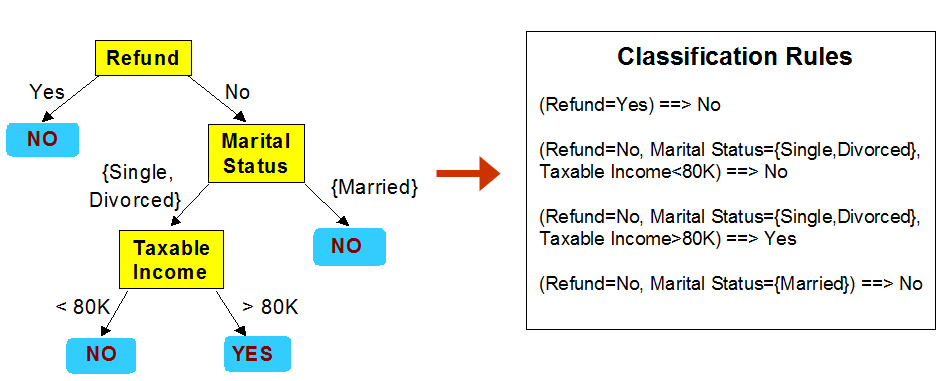 Refund
Yes
No
NO
Marital
Status
{Single,
Divorced}
{Married}
Taxable
Income
NO
< 80K
> 80K
NO
YES
Classification Rules
(Refund=Yes) ==> No
(Refund=No, Marital Status={Single,Divorced},
Taxable Income<80K) ==> No
(Refund=No, Marital Status={Single,Divorced},
Taxable Income>80K) ==> Yes
(Refund=No, Marital Status={Married}) ==> No